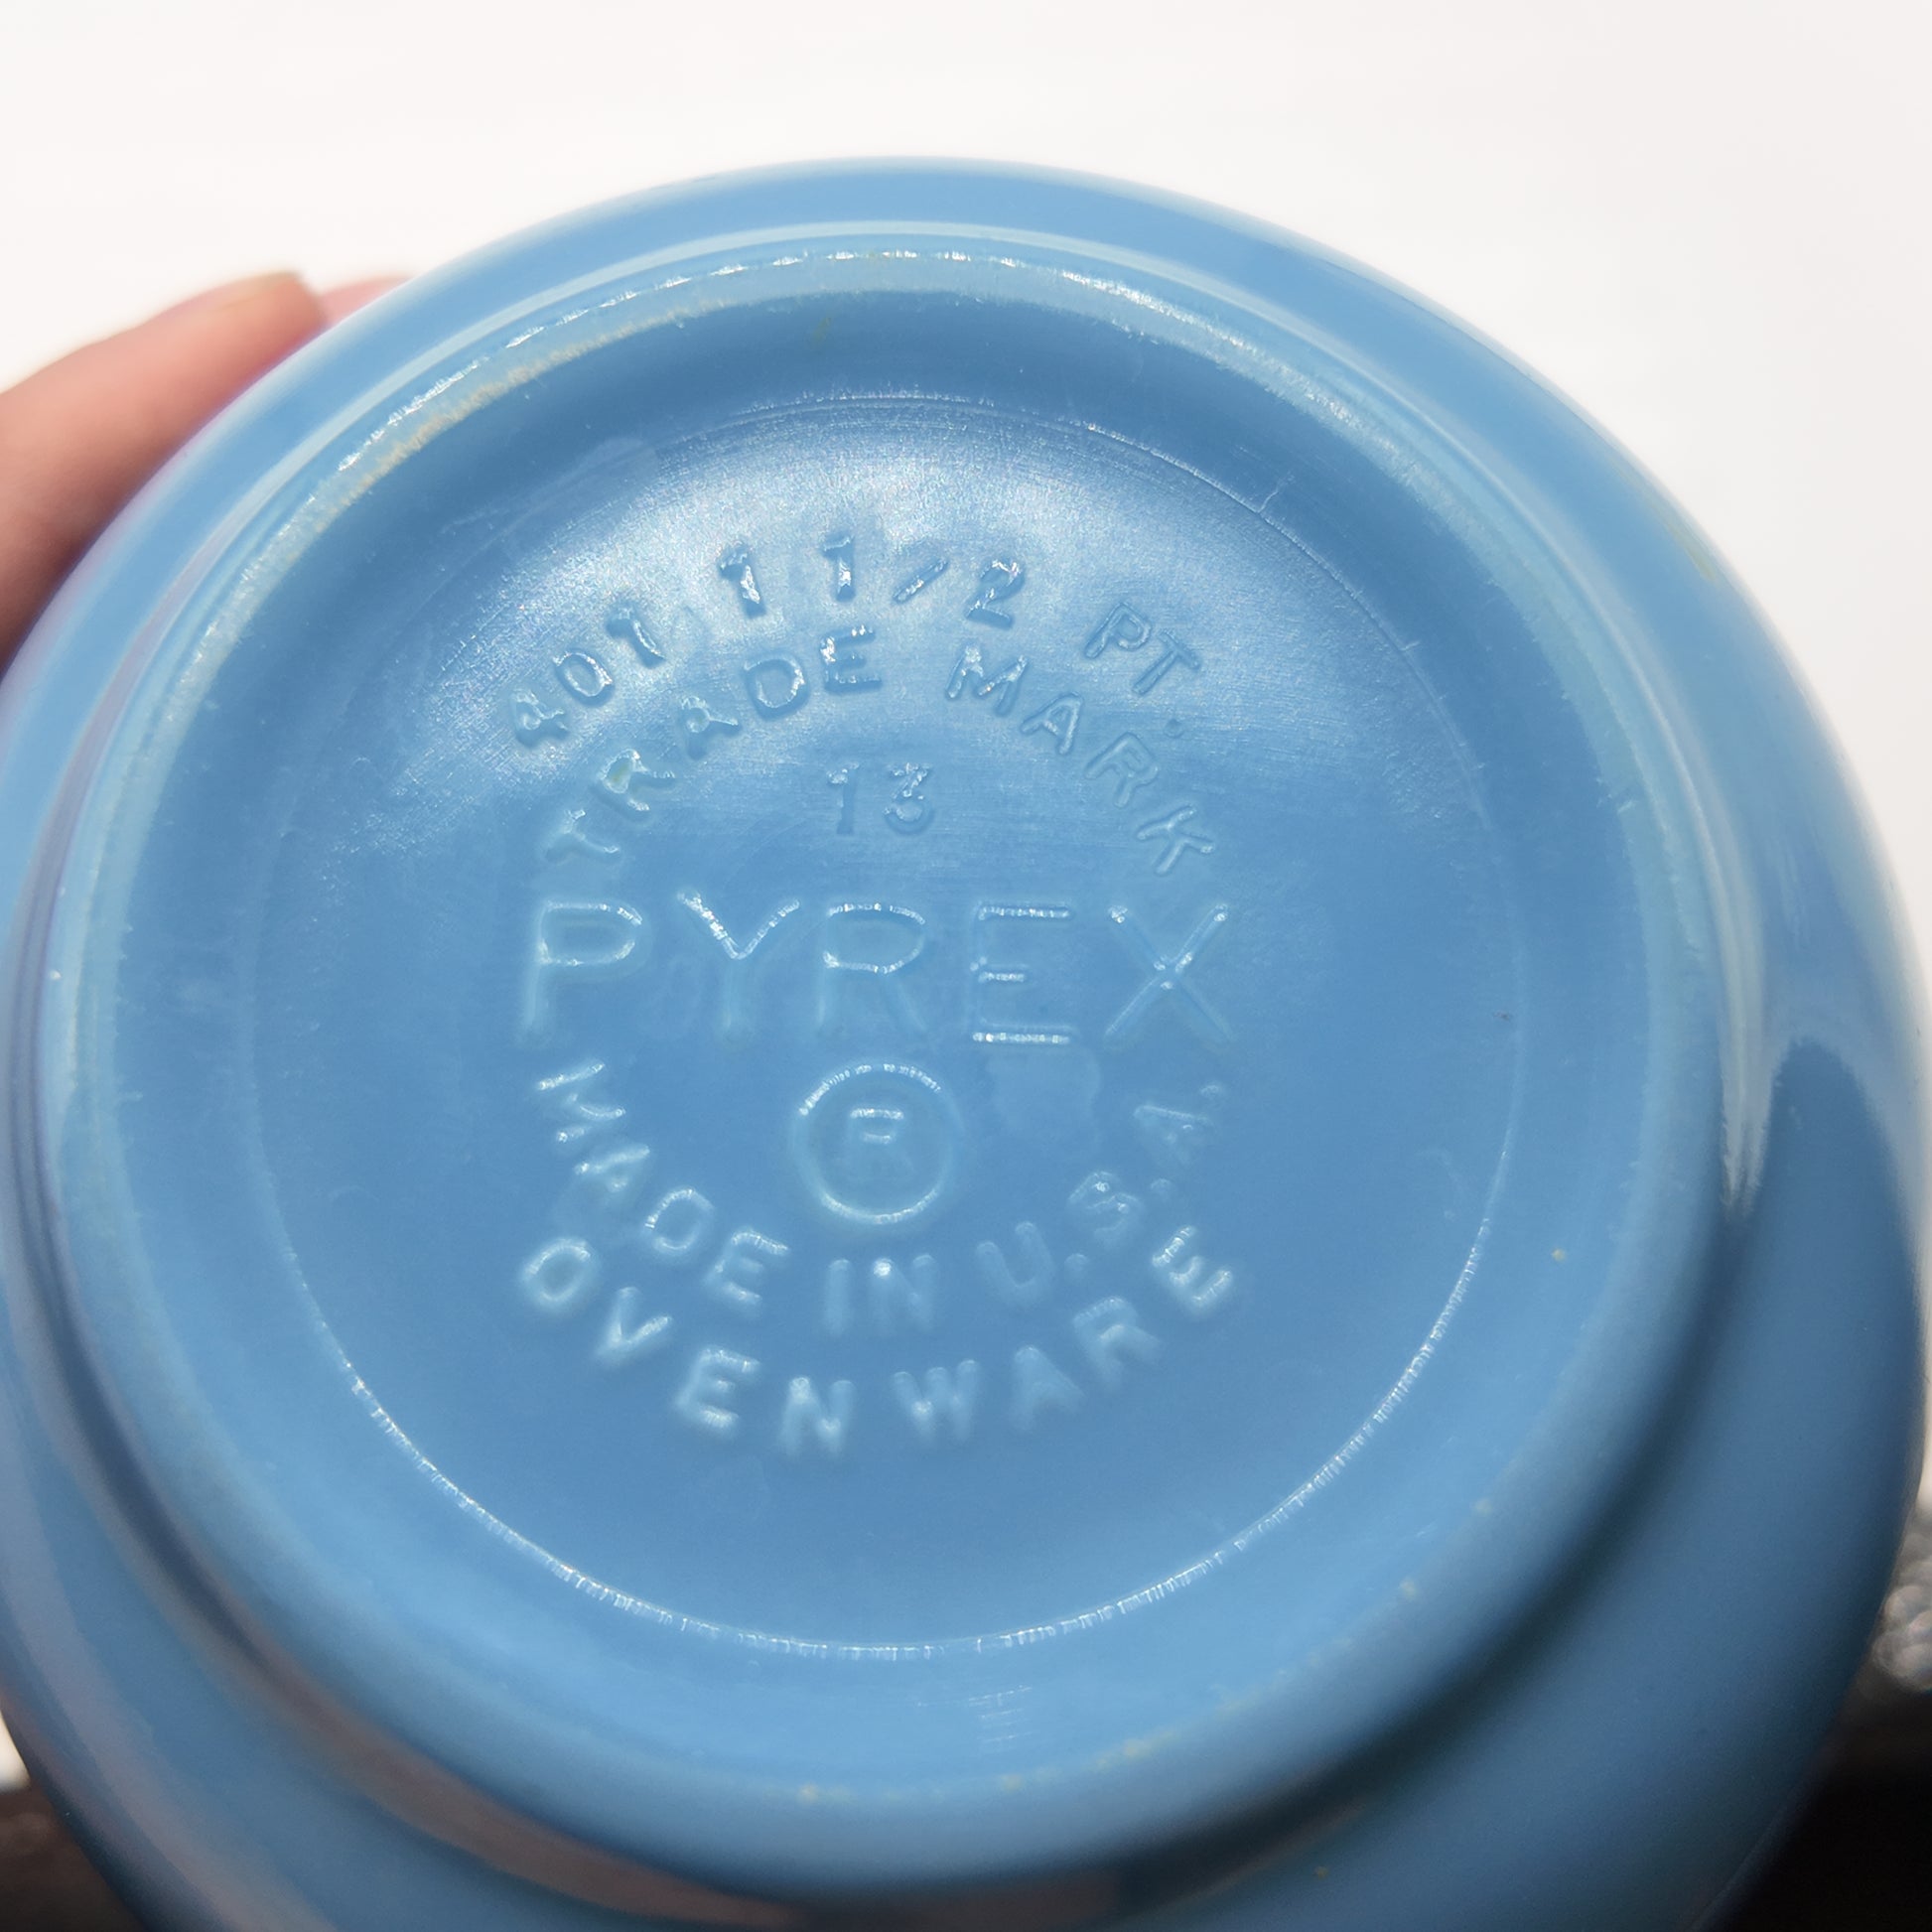 401 1 1/2 PT.
TRADE MARK
13
PYREX
®
MADE IN U.S.A.
OVENWARE